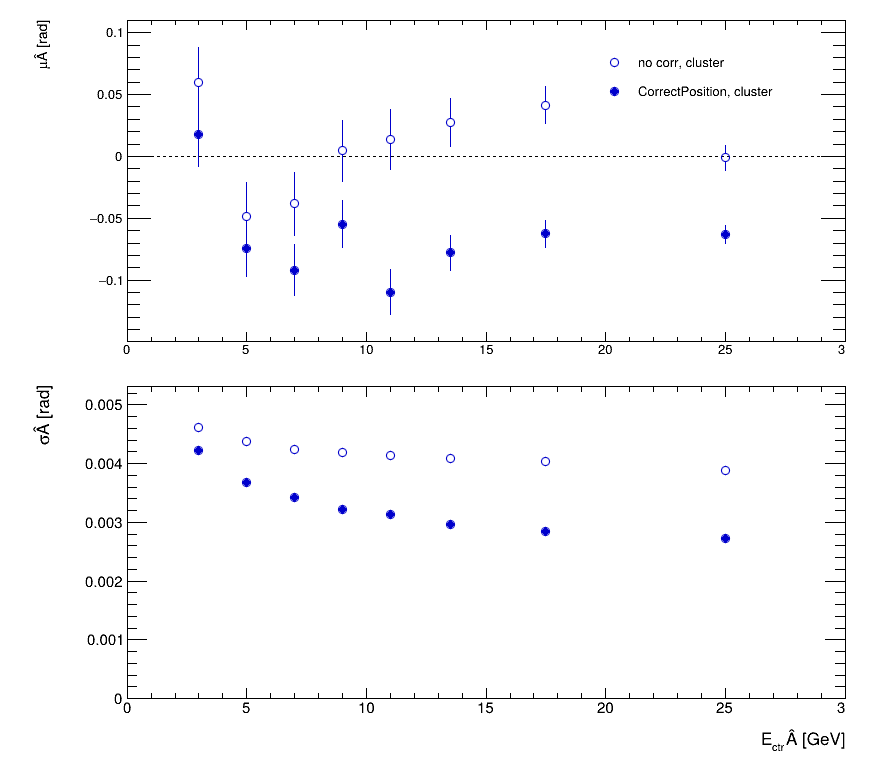 μÂ [rad]
0.1
0.05
0
−0.05
−0.1
no corr, cluster
CorrectPosition, cluster
0 5 10 15 20 25 3
σÂ [rad]
0.005
0.004
0.003
0.002
0.001
0
0 5 10 15 20 25 3
E_ctr Â [GeV]